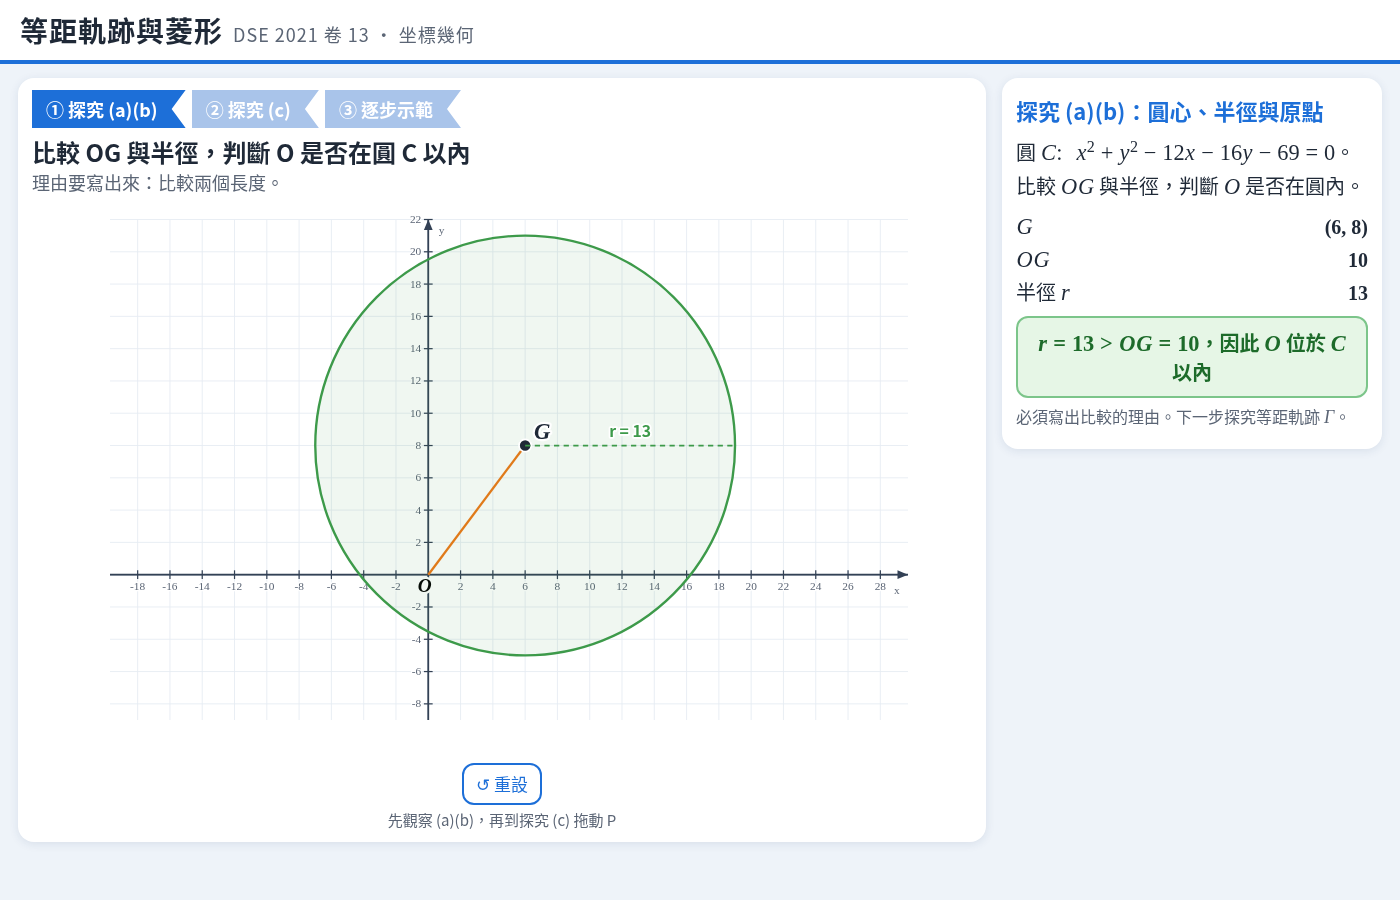 等距軌跡與菱形 DSE 2021 卷 13 · 坐標幾何
① 探究 (a)(b)
② 探究 (c)
③ 逐步示範
比較 OG 與半徑，判斷 O 是否在圓 C 以內
理由要寫出來：比較兩個長度。
22
y
20
18
16
14
12
10
8
6
4
2
G
r = 13
-18 -16 -14 -12 -10 -8 -6 -4 -2 O 2 4 6 8 10 12 14 16 18 20 22 24 26 28 x
-2
-4
-6
-8
↺ 重設
先觀察 (a)(b)，再到探究 (c) 拖動 P
探究 (a)(b)：圓心、半徑與原點
圓 C: x² + y² − 12x − 16y − 69 = 0。
比較 OG 與半徑，判斷 O 是否在圓內。
G (6, 8)
OG 10
半徑 r 13
r = 13 > OG = 10，因此 O 位於 C
以內
必須寫出比較的理由。下一步探究等距軌跡 Γ。